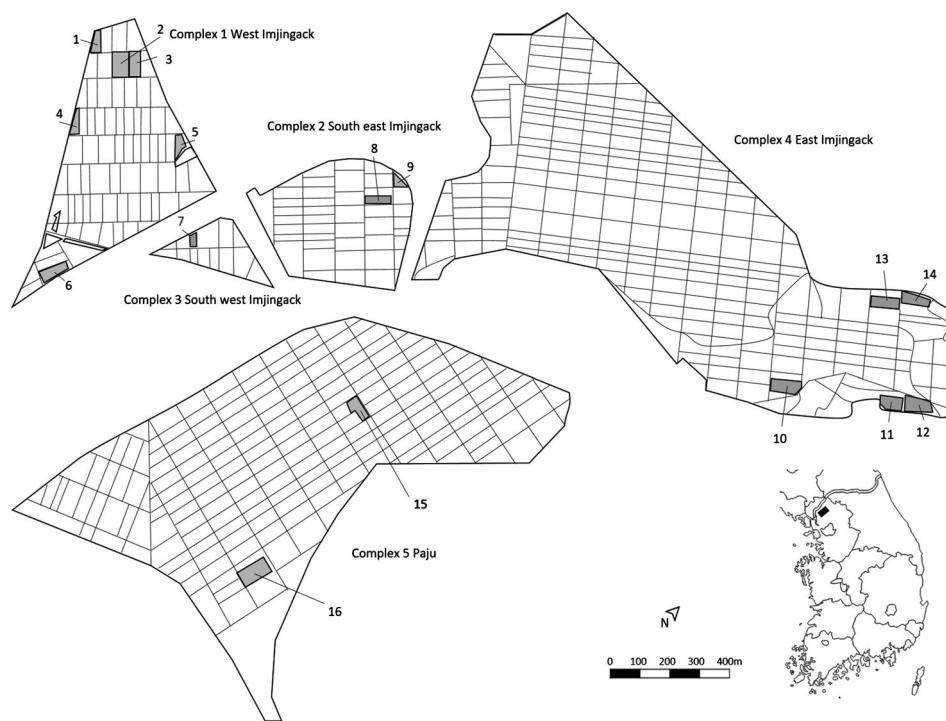 1
2
Complex 1 West Imjingack
3
4
5
Complex 2 South east Imjingack
Complex 4 East Imjingack
8
9
7
6
Complex 3 South west Imjingack
13
14
10
11
12
15
Complex 5 Paju
16
N
0 100 200 300 400m